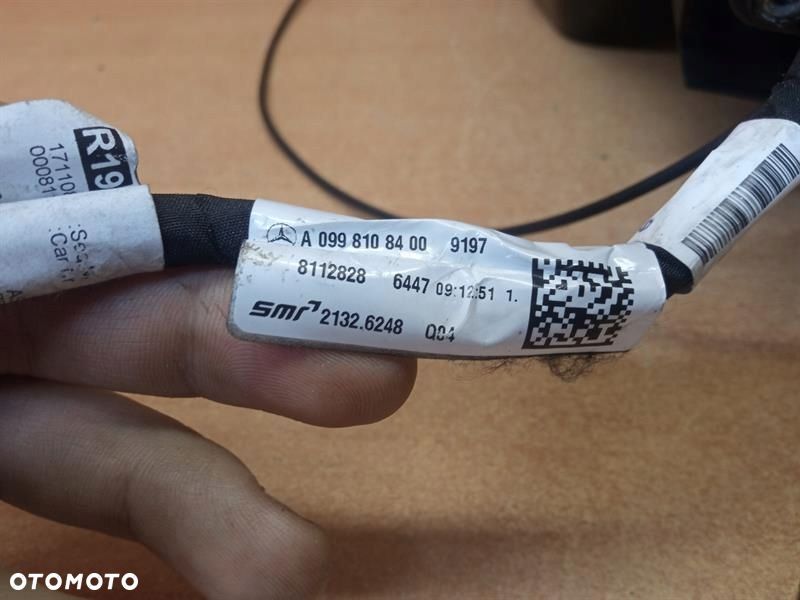 R19
A 099 810 84 00 9197
8112828 6447 09:12:51 1.
smr 2132.6248 Q04
OTOMOTO